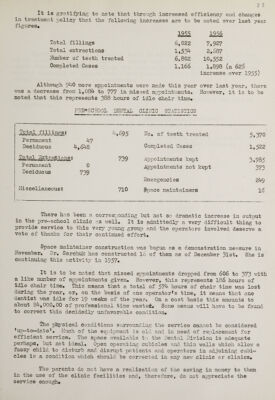 It is gratifying to note that through increased efficiency and changes
in treatment policy that the following increases are to be noted over last year
figures.
1955 1956
Total fillings 6,022 7,927
Total extractions 1,534 2,687
Number of teeth treated 6,862 10,552
Completed Cases 1,166 1,898 (a 62%
increase over 1955)
Although 340 more appointments were made this year over last year, there
was a decrease from 1,084 to 777 in missed appointments. However, it is to be
noted that this represents 388 hours of idle chair time.
PRE-SCHOOL DENTAL CLINIC STATISTICS
Total Fillings: 4,695 No. of teeth treated 5,370
Permanent 47
Deciduous 4,648 Completed Cases 1,522
Total Extractions: 739 Appointments kept 3,985
Permanent 0 Appointments not kept 373
Deciduous 739
Emergencies 249
Miscellaneous 710 Space maintainers 16
There has been a corresponding but not so dramatic increase in output
in the pre-school clinic as well. It is admittedly a very difficult thing to
provide service to this very young group and the operators involved deserve a
vote of thanks for their continued effort.
Space maintainer construction was begun as a demonstration measure in
November. Dr. has constructed 16 of them as of December 31st. She is
continuing this activity in 1957.
It is to be noted that missed appointments dropped from 606 to 373 with
a like number of appointments given. However, this represents 186 hours of
idle chair time. This means that a total of 574 hours of chair time was lost
during the year, or, on the basis of one operator's time, it means that one
dentist was idle for 19 weeks of the year. On a cost basis this amounts to
about $4,000.00 of professional time wasted. Some means will have to be found
to correct this decidedly unfavorable condition.
The physical conditions surrounding the service cannot be considered
'up-to-date'. Much of the equipment is old and in need of replacement for
efficient service. The space available to the Dental Division is adequate
perhaps, but not ideal. Open operating cubicles and thin walls which allow a
fussy child to disturb and disrupt patients and operators in adjoining cubi-
cles is a condition which should be corrected in any new clinic or clinics.
The parents do not have a realization of the saving in money to them
in the use of the clinic facilities and, therefore, do not appreciate the
service enough.